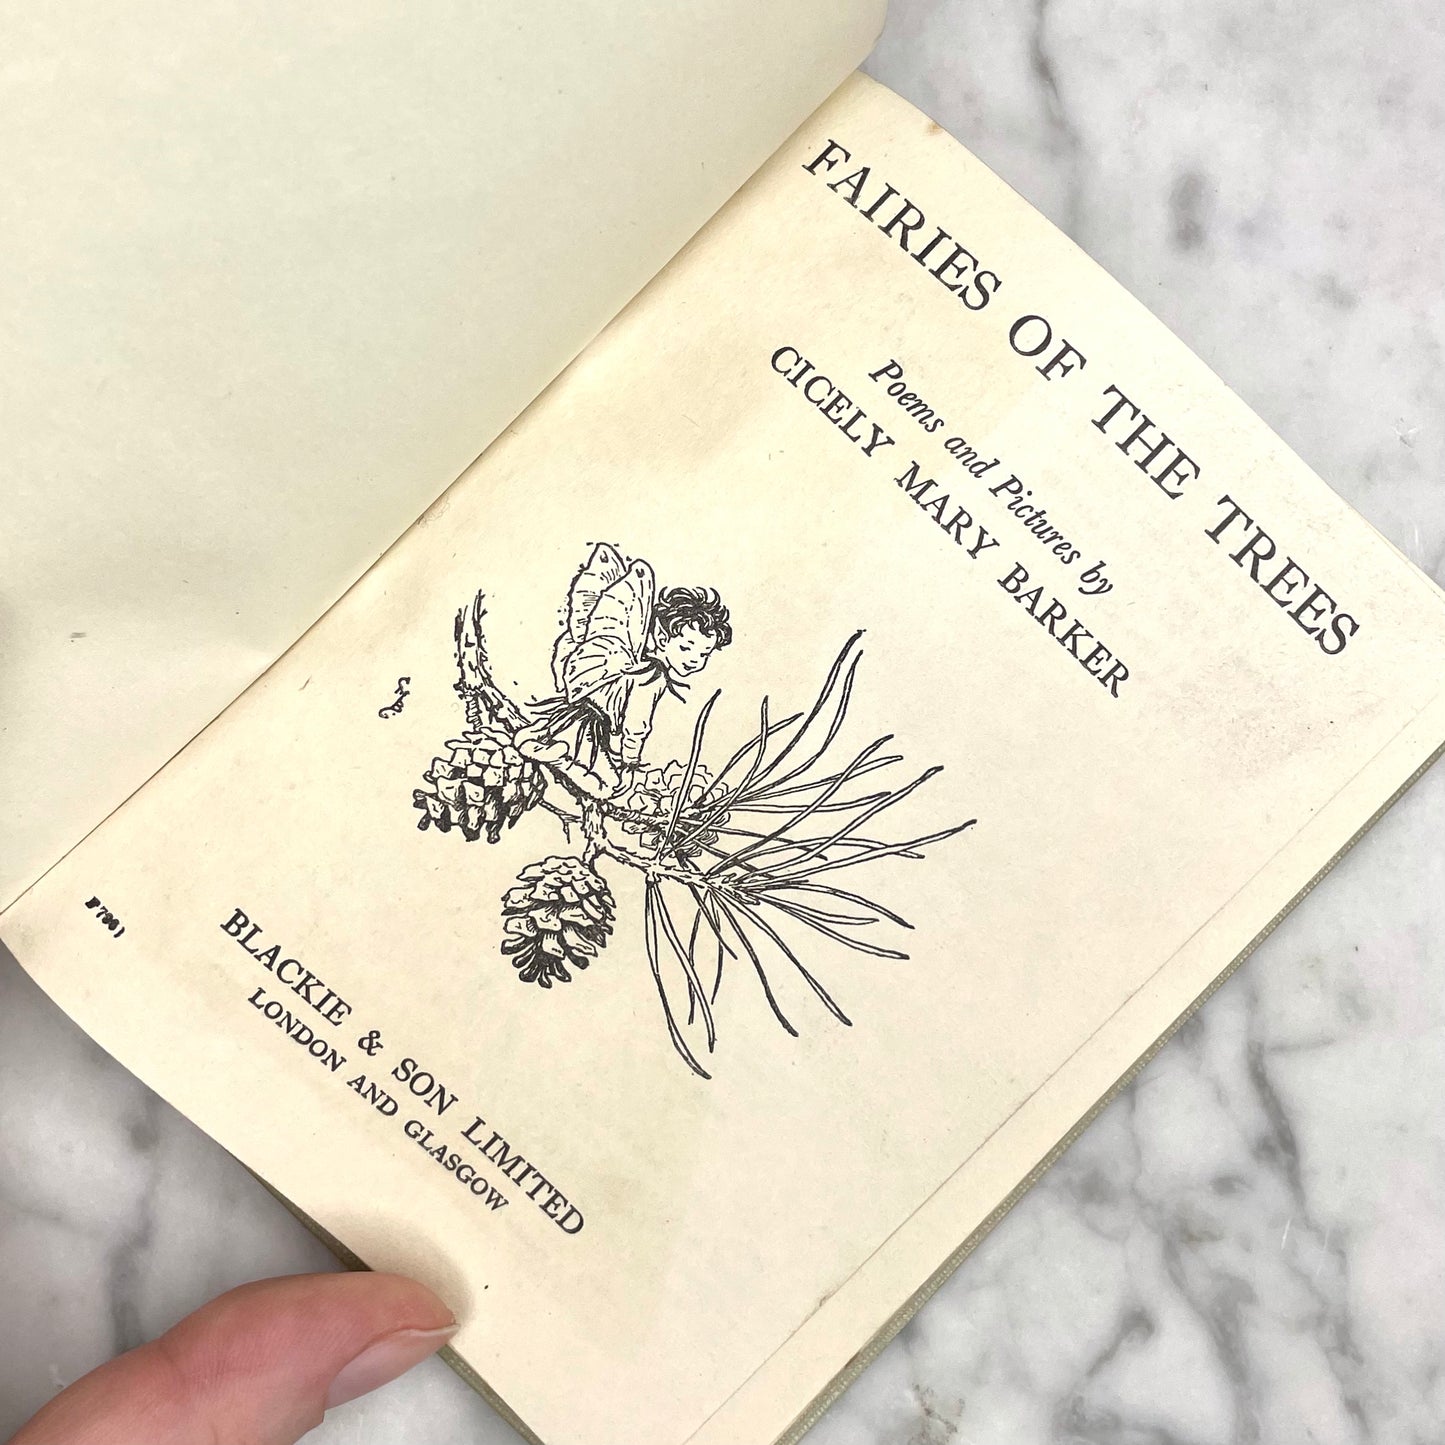 FAIRIES OF THE TREES
Poems and Pictures by
CICELY MARY BARKER
BLACKIE & SON LIMITED
LONDON AND GLASGOW